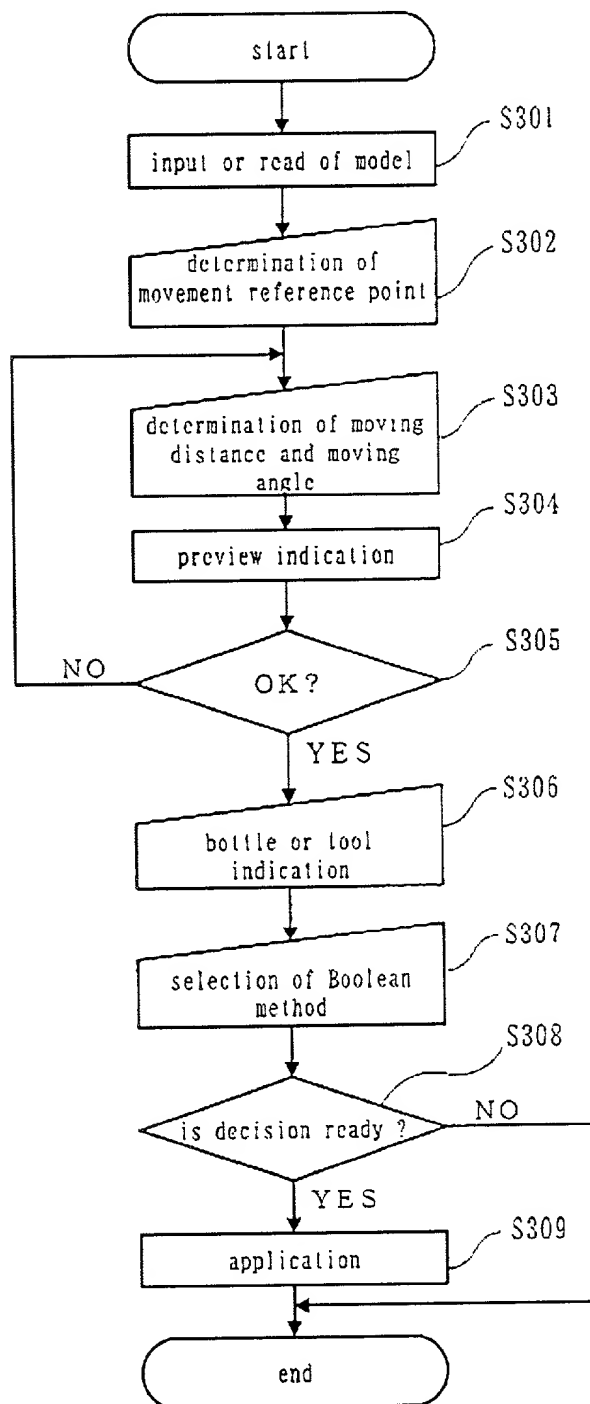 start
S301
input or read of model
S302
determination of
movement reference point
S303
determination of moving
distance and moving
angle
S304
preview indication
S305
NO
OK?
YES
S306
bottle or tool
indication
S307
selection of Boolean
method
S308
is decision ready ?
NO
YES
S309
application
end